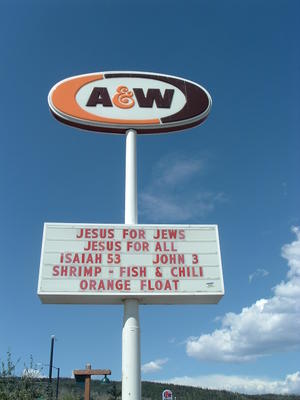 A&W
JESUS FOR JEWS
JESUS FOR ALL
ISAIAH 53 JOHN 3
SHRIMP - FISH & CHILI
ORANGE FLOAT